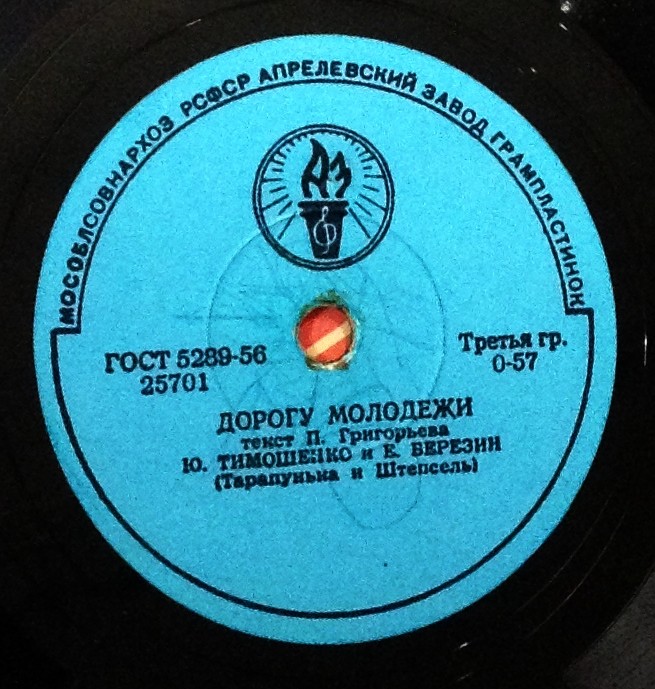 МОСОБЛСОВНАРХОЗ РСФСР АПРЕЛЕВСКИЙ ЗАВОД ГРАМПЛАСТИНОК
АЗ
ГОСТ 5289-56
25701
Третья гр.
0-57
ДОРОГУ МОЛОДЕЖИ
текст П. Григорьева
Ю. ТИМОШЕНКО и Е. БЕРЕЗИН
(Тарапунька и Штепсель)